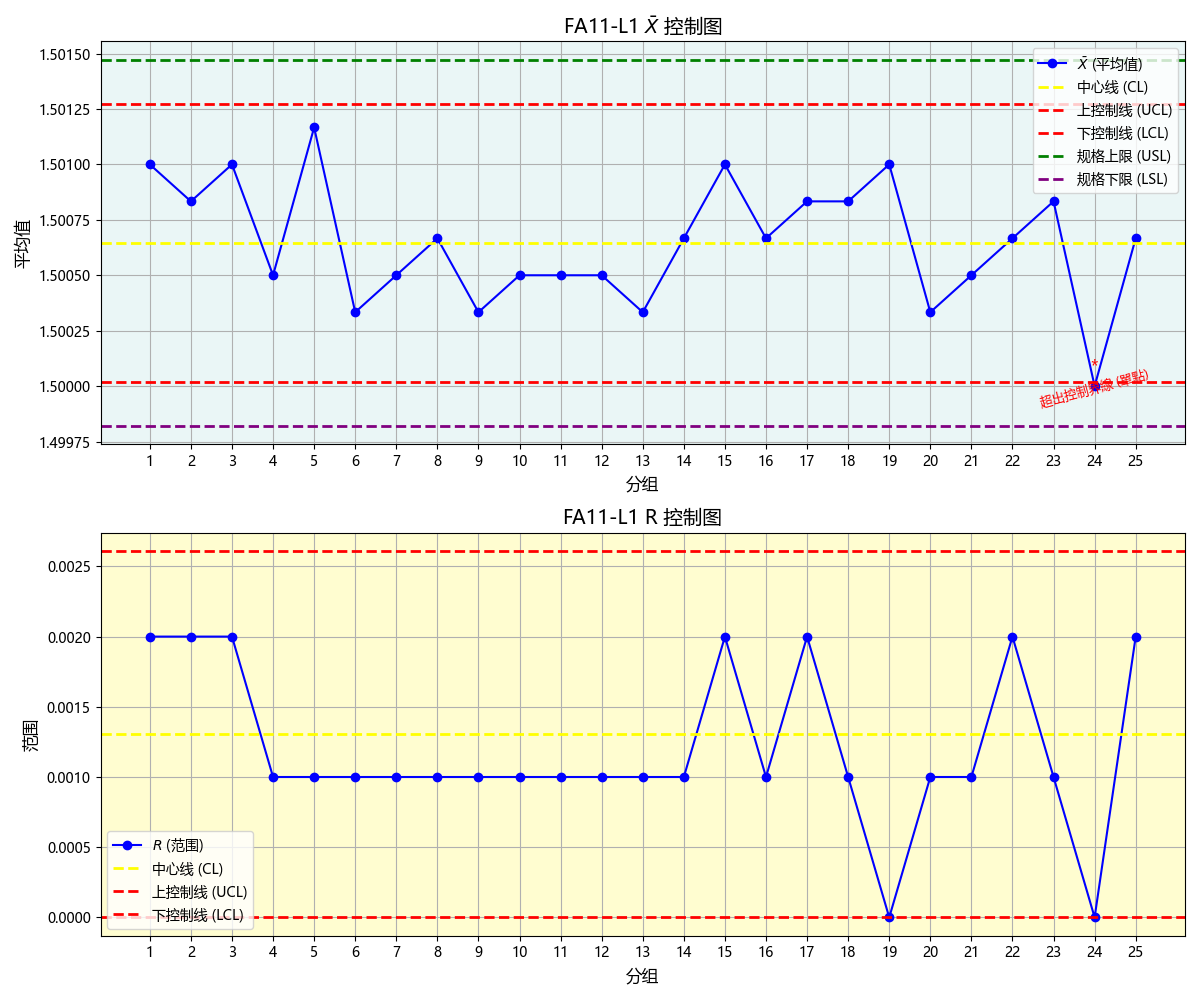 FA11-L1 X̄ 控制图
平均值
1.50150
1.50125
1.50100
1.50075
1.50050
1.50025
1.50000
1.49975
X̄ (平均值)
中心线 (CL)
上控制线 (UCL)
下控制线 (LCL)
规格上限 (USL)
规格下限 (LSL)
*
超出控制界線 (單點)
1 2 3 4 5 6 7 8 9 10 11 12 13 14 15 16 17 18 19 20 21 22 23 24 25
分组
FA11-L1 R 控制图
范围
0.0025
0.0020
0.0015
0.0010
0.0005
0.0000
R (范围)
中心线 (CL)
上控制线 (UCL)
下控制线 (LCL)
1 2 3 4 5 6 7 8 9 10 11 12 13 14 15 16 17 18 19 20 21 22 23 24 25
分组